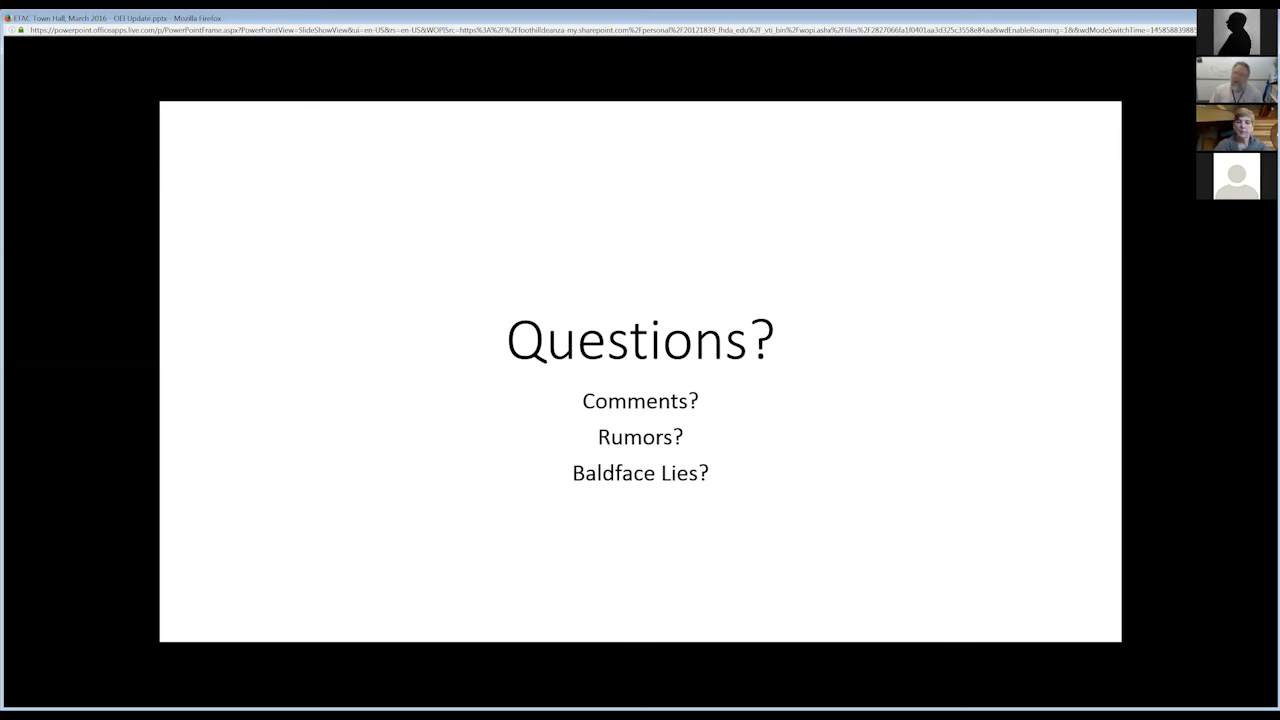 ETAC Town Hall, March 2016 - OEI Update.pptx - Mozilla Firefox
Questions?
Comments?
Rumors?
Baldface Lies?